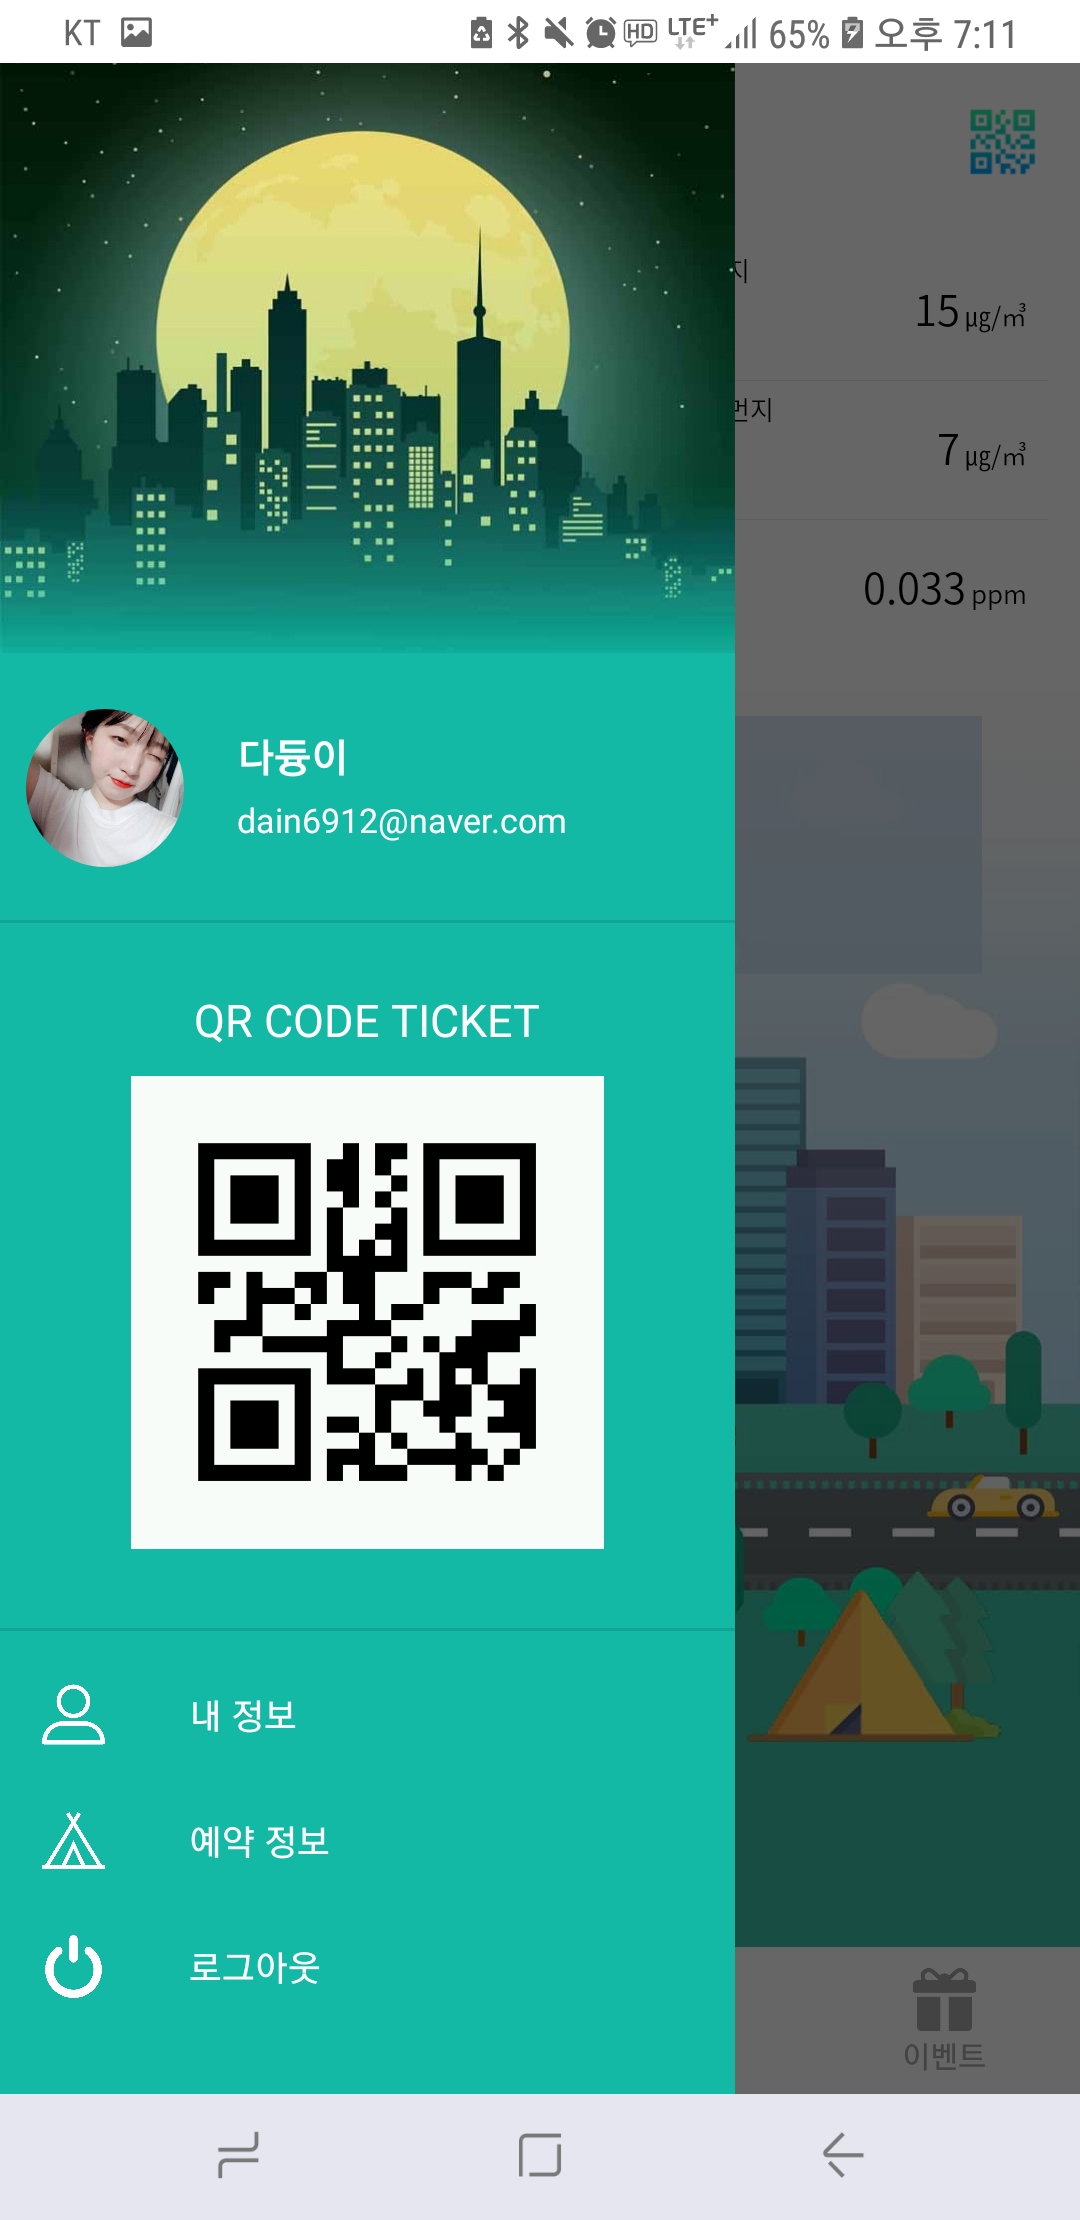 KT HD LTE+ 65% 오후 7:11
지
15 µg/㎥
먼지
7 µg/㎥
0.033 ppm
다듕이
dain6912@naver.com
QR CODE TICKET
내 정보
예약 정보
로그아웃
이벤트